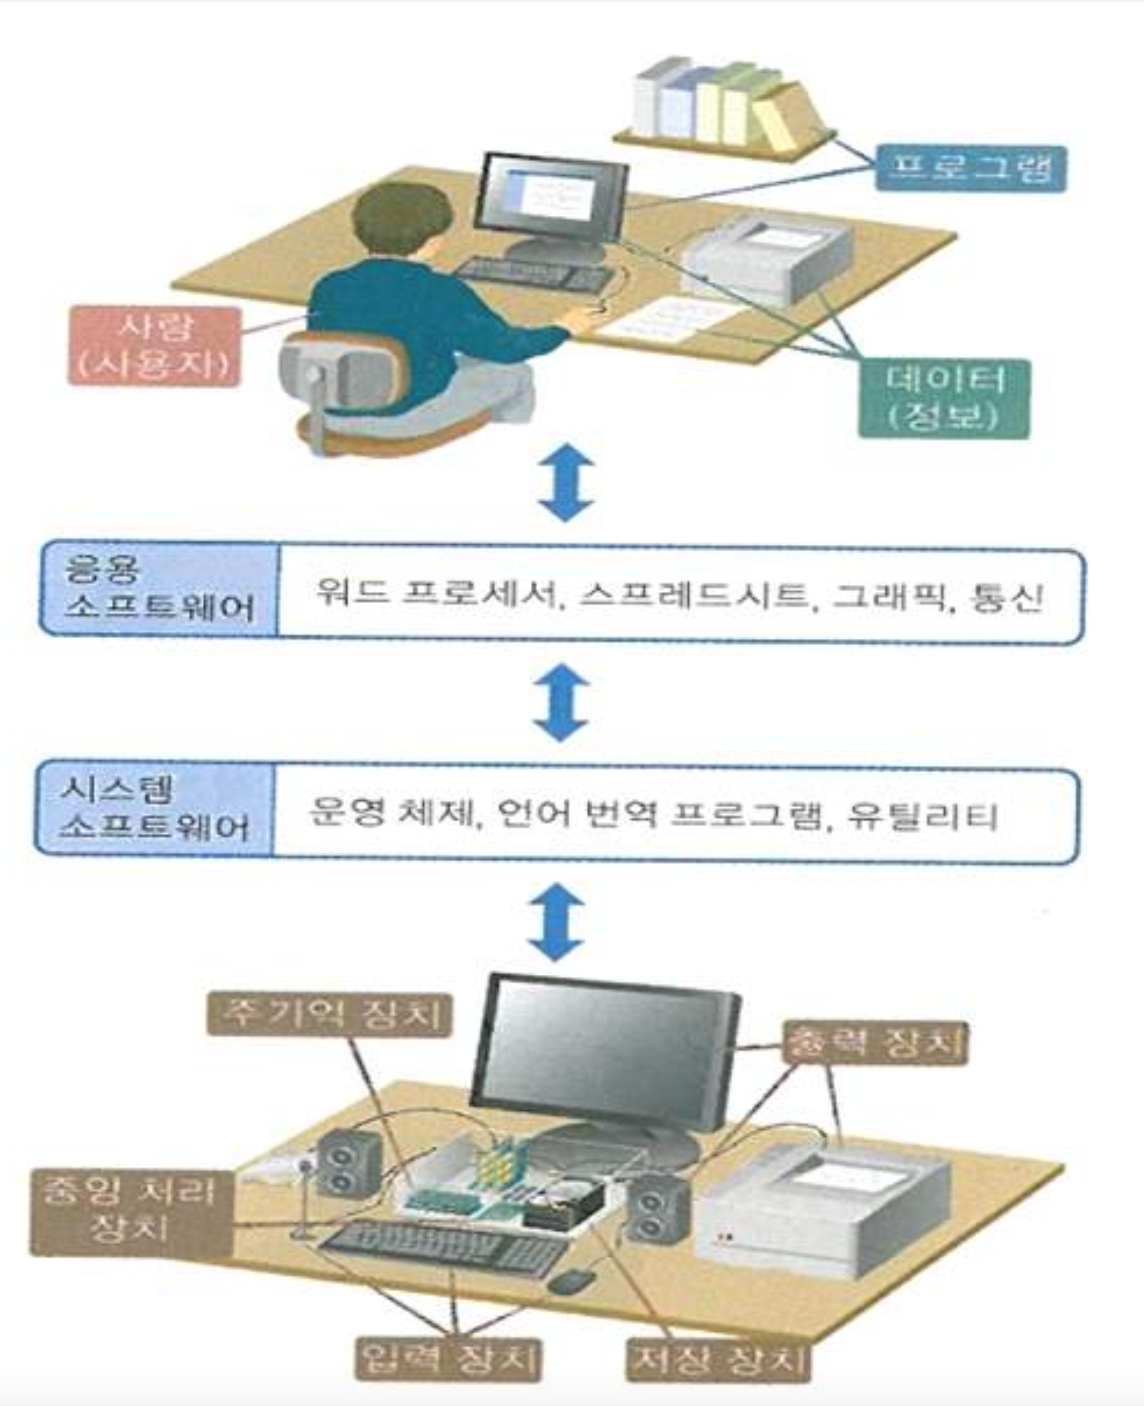 프로그램
사람
(사용자)
데이터
(정보)
응용
소프트웨어
워드 프로세서, 스프레드시트, 그래픽, 통신
시스템
소프트웨어
운영 체제, 언어 번역 프로그램, 유틸리티
주기억 장치
출력 장치
중앙 처리
장치
입력 장치
저장 장치